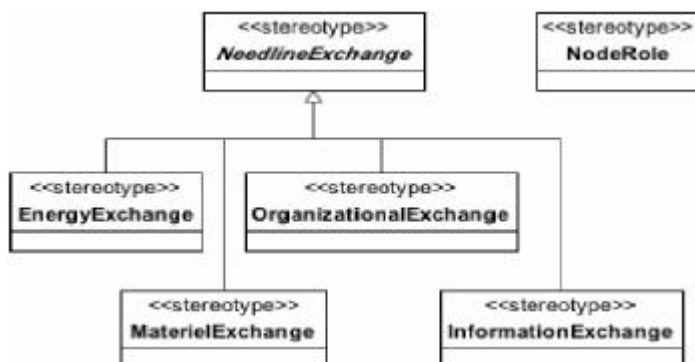 <<stereotype>>
NeedlineExchange
<<stereotype>>
NodeRole
<<stereotype>>
EnergyExchange
<<stereotype>>
OrganizationalExchange
<<stereotype>>
MaterielExchange
<<stereotype>>
InformationExchange